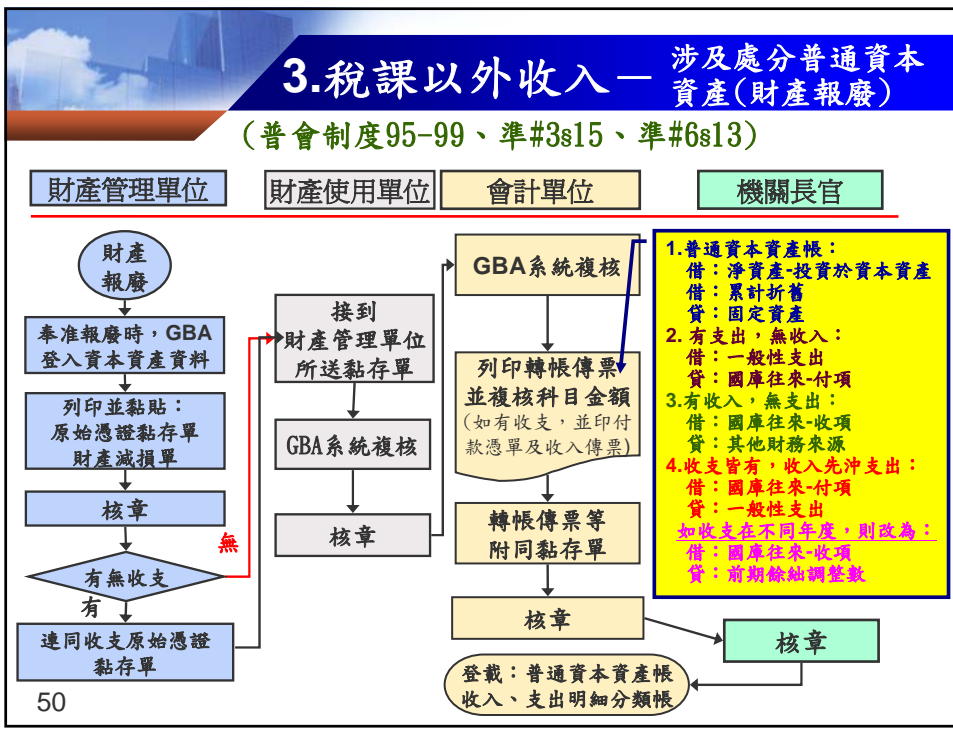 3.稅課以外收入－
涉及處分普通資本
資產(財產報廢)
(普會制度95-99、準#3§15、準#6§13)
財產管理單位
財產使用單位
會計單位
機關長官
財產
報廢
奉准報廢時，GBA
登入資本資產資料
列印並黏貼：
原始憑證黏存單
財產減損單
核章
有無收支
無
有
連同收支原始憑證
黏存單
接到
財產管理單位
所送黏存單
GBA系統複核
核章
GBA系統複核
列印轉帳傳票
並複核科目金額
(如有收支，並印付
款憑單及收入傳票)
轉帳傳票等
附同黏存單
核章
核章
登載：普通資本資產帳
收入、支出明細分類帳
1.普通資本資產帳：
借：淨資產-投資於資本資產
借：累計折舊
貸：固定資產
2. 有支出，無收入：
借：一般性支出
貸：國庫往來-付項
3.有收入，無支出：
借：國庫往來-收項
貸：其他財務來源
4.收支皆有，收入先沖支出：
借：國庫往來-付項
貸：一般性支出
如收支在不同年度，則改為：
借：國庫往來-收項
貸：前期餘絀調整數
50